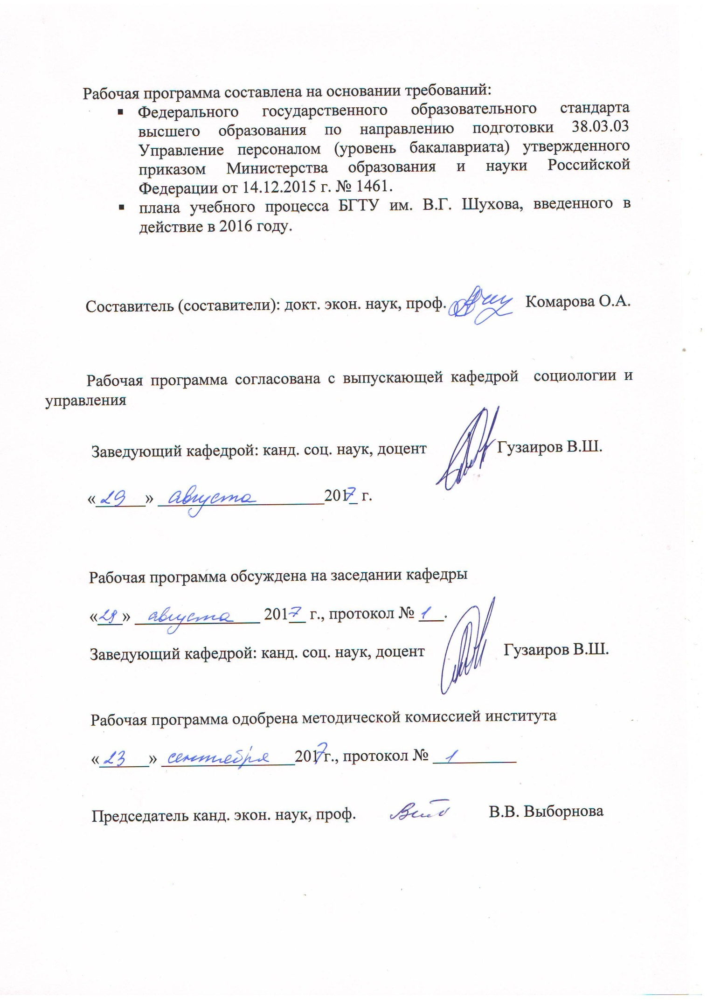 Рабочая программа составлена на основании требований:
▪ Федерального государственного образовательного стандарта
высшего образования по направлению подготовки 38.03.03
Управление персоналом (уровень бакалавриата) утвержденного
приказом Министерства образования и науки Российской
Федерации от 14.12.2015 г. № 1461.
▪ плана учебного процесса БГТУ им. В.Г. Шухова, введенного в
действие в 2016 году.
Составитель (составители): докт. экон. наук, проф. Комарова О.А.
Рабочая программа согласована с выпускающей кафедрой социологии и
управления
Заведующий кафедрой: канд. соц. наук, доцент Гузаиров В.Ш.
«29» августа 2017 г.
Рабочая программа обсуждена на заседании кафедры
«29» августа 2017 г., протокол № 1.
Заведующий кафедрой: канд. соц. наук, доцент Гузаиров В.Ш.
Рабочая программа одобрена методической комиссией института
«23» сентября 2017 г., протокол № 1
Председатель канд. экон. наук, проф. В.В. Выборнова